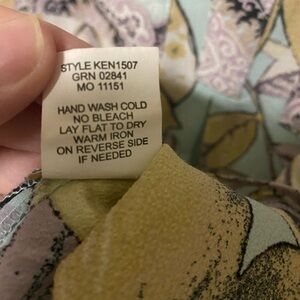 STYLE KEN1507
GRN 02841
MO 11151
HAND WASH COLD
NO BLEACH
LAY FLAT TO DRY
WARM IRON
ON REVERSE SIDE
IF NEEDED